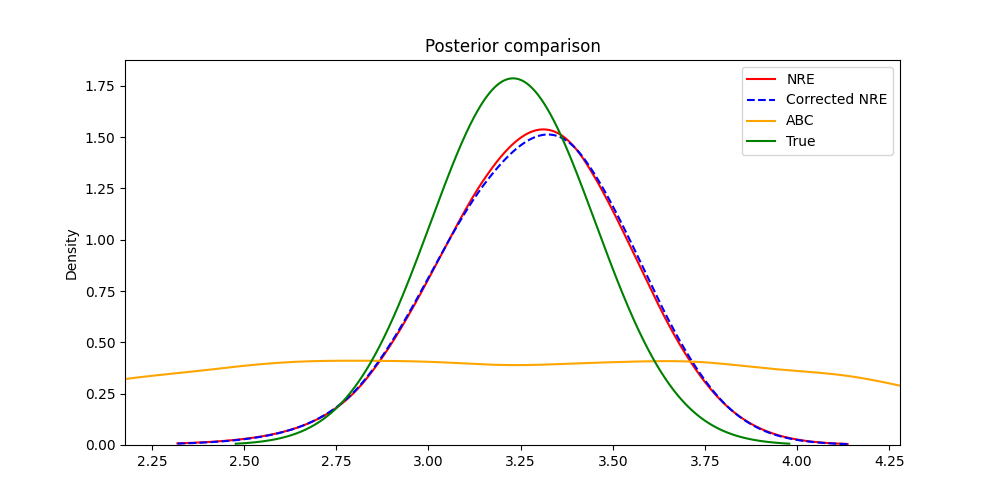 Posterior comparison
NRE
Corrected NRE
ABC
True
Density
1.75
1.50
1.25
1.00
0.75
0.50
0.25
0.00
2.25 2.50 2.75 3.00 3.25 3.50 3.75 4.00 4.25